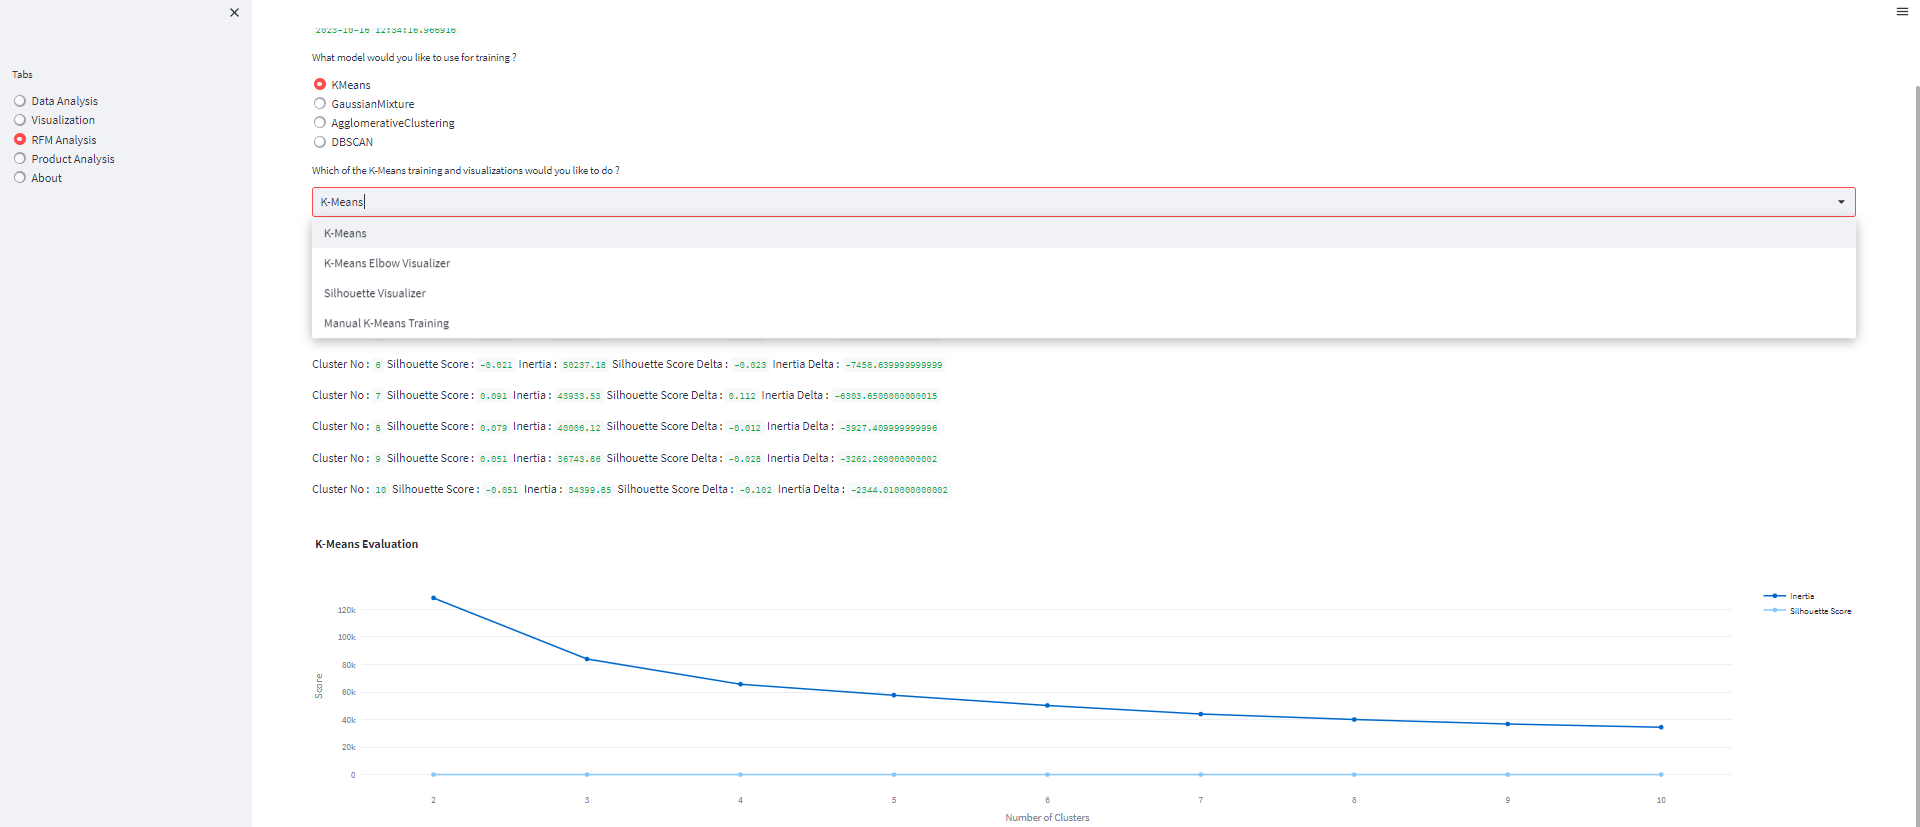 Tabs
Data Analysis
Visualization
RFM Analysis
Product Analysis
About
2023-10-16 12:34:16.966916
What model would you like to use for training ?
KMeans
GaussianMixture
AgglomerativeClustering
DBSCAN
Which of the K-Means training and visualizations would you like to do ?
K-Means
K-Means
K-Means Elbow Visualizer
Silhouette Visualizer
Manual K-Means Training
Cluster No : 6 Silhouette Score : -0.021 Inertia : 50237.18 Silhouette Score Delta : -0.023 Inertia Delta : -7458.639999999999
Cluster No : 7 Silhouette Score : 0.091 Inertia : 43933.53 Silhouette Score Delta : 0.112 Inertia Delta : -6303.6500000000015
Cluster No : 8 Silhouette Score : 0.079 Inertia : 40006.12 Silhouette Score Delta : -0.012 Inertia Delta : -3927.409999999996
Cluster No : 9 Silhouette Score : 0.051 Inertia : 36743.86 Silhouette Score Delta : -0.028 Inertia Delta : -3262.260000000002
Cluster No : 10 Silhouette Score : -0.051 Inertia : 34399.85 Silhouette Score Delta : -0.102 Inertia Delta : -2344.010000000002
K-Means Evaluation
Inertia
Silhouette Score
120k
100k
80k
60k
40k
20k
0
Score
2 3 4 5 6 7 8 9 10
Number of Clusters